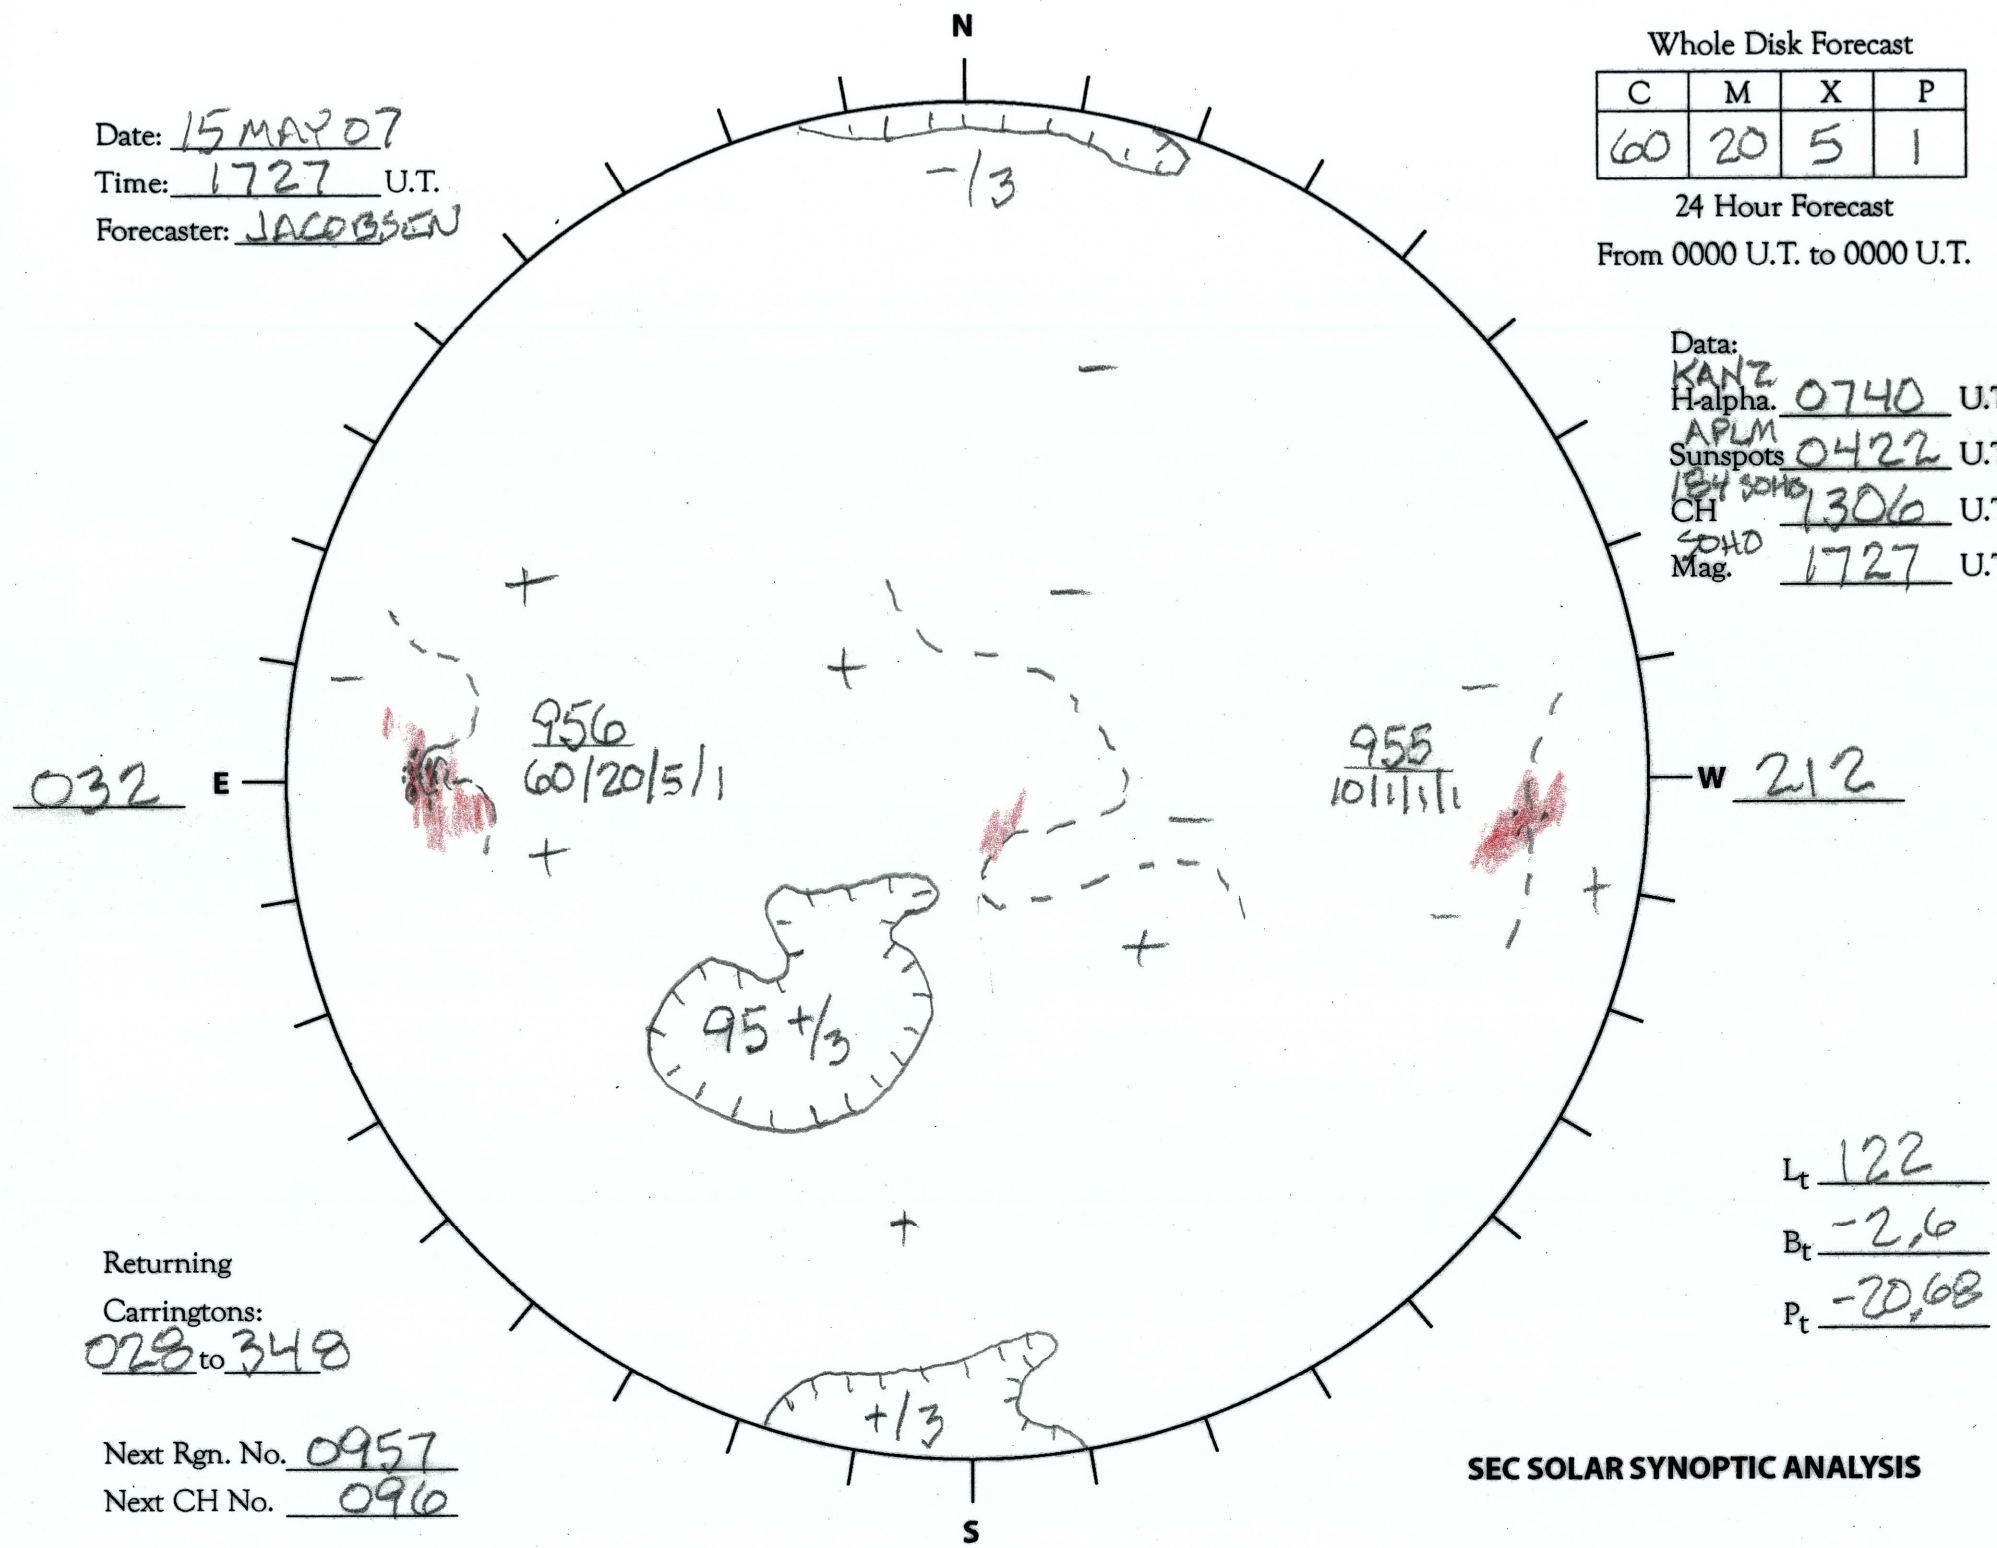 N
Date: 15 MAY 07
Time: 1727 U.T.
Forecaster: JACOBSEN
Whole Disk Forecast
C M X P
60 20 5 1
24 Hour Forecast
From 0000 U.T. to 0000 U.T.
-/3
Data:
KANZ
H-alpha. 0740 U.T
APLM
Sunspots 0422 U.T
184 SOHO
CH 1306 U.T
SOHO
Mag. 1727 U.T
-
+
-
+
-
-
956
60/20/5/1
955
10/1/1/1
032 E
W 212
+
-
-
+
+
95 +/3
+
Lt 122
Bt -2.6
Pt -20.68
Returning
Carringtons:
028 to 348
+/3
Next Rgn. No. 0957
Next CH No. 096
SEC SOLAR SYNOPTIC ANALYSIS
S